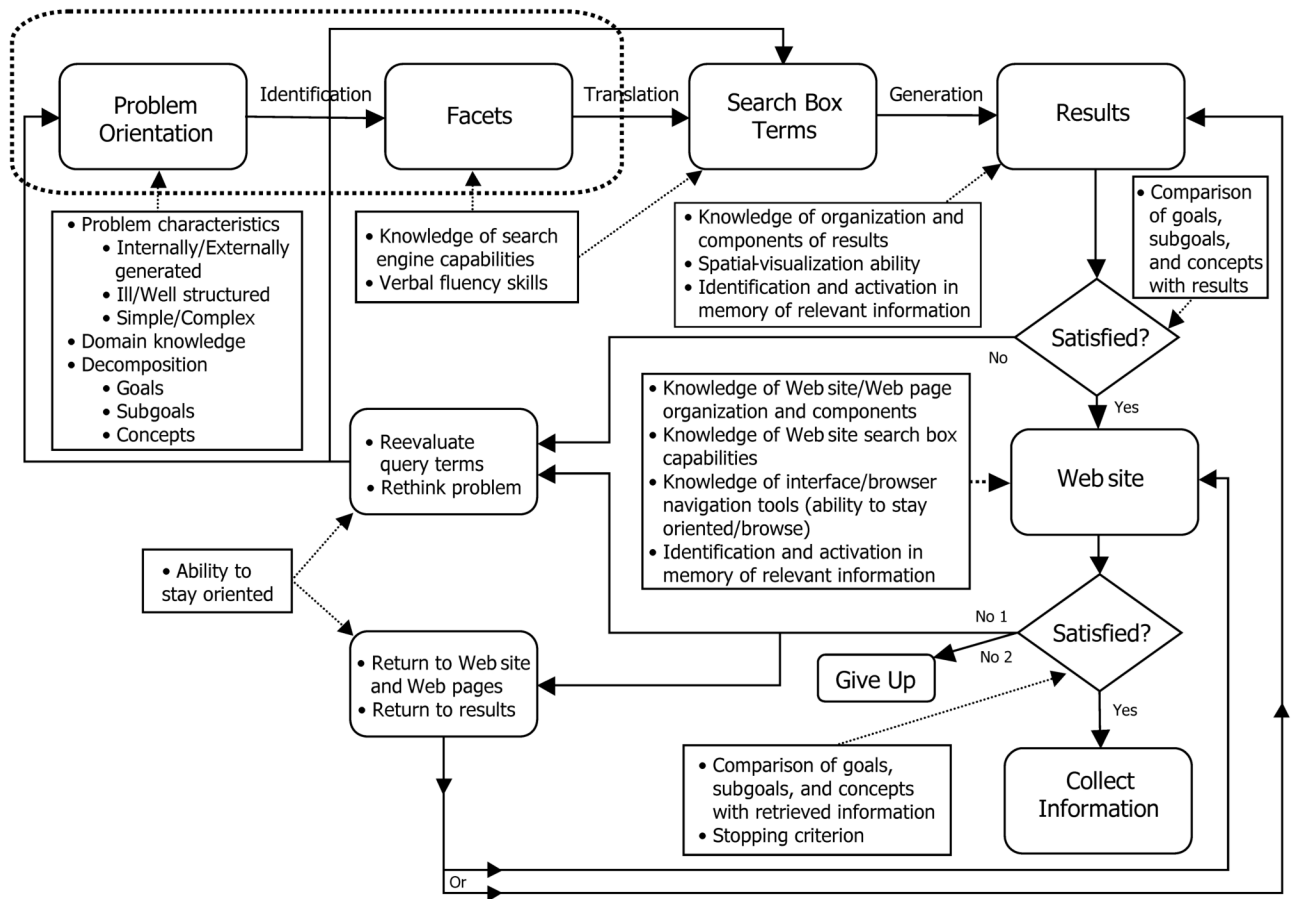 Problem
Orientation
Identification
Facets
Translation
Search Box
Terms
Generation
Results
• Problem characteristics
• Internally/Externally
generated
• Ill/Well structured
• Simple/Complex
• Domain knowledge
• Decomposition
• Goals
• Subgoals
• Concepts
• Knowledge of search
engine capabilities
• Verbal fluency skills
• Knowledge of organization and
components of results
• Spatial-visualization ability
• Identification and activation in
memory of relevant information
• Comparison
of goals,
subgoals,
and concepts
with results
Satisfied?
No
Yes
• Reevaluate
query terms
• Rethink problem
• Knowledge of Web site/Web page
organization and components
• Knowledge of Web site search box
capabilities
• Knowledge of interface/browser
navigation tools (ability to stay
oriented/browse)
• Identification and activation in
memory of relevant information
Web site
• Ability to
stay oriented
No 1
No 2
Satisfied?
Yes
Give Up
• Return to Web site
and Web pages
• Return to results
• Comparison of goals,
subgoals, and concepts
with retrieved information
• Stopping criterion
Collect
Information
Or